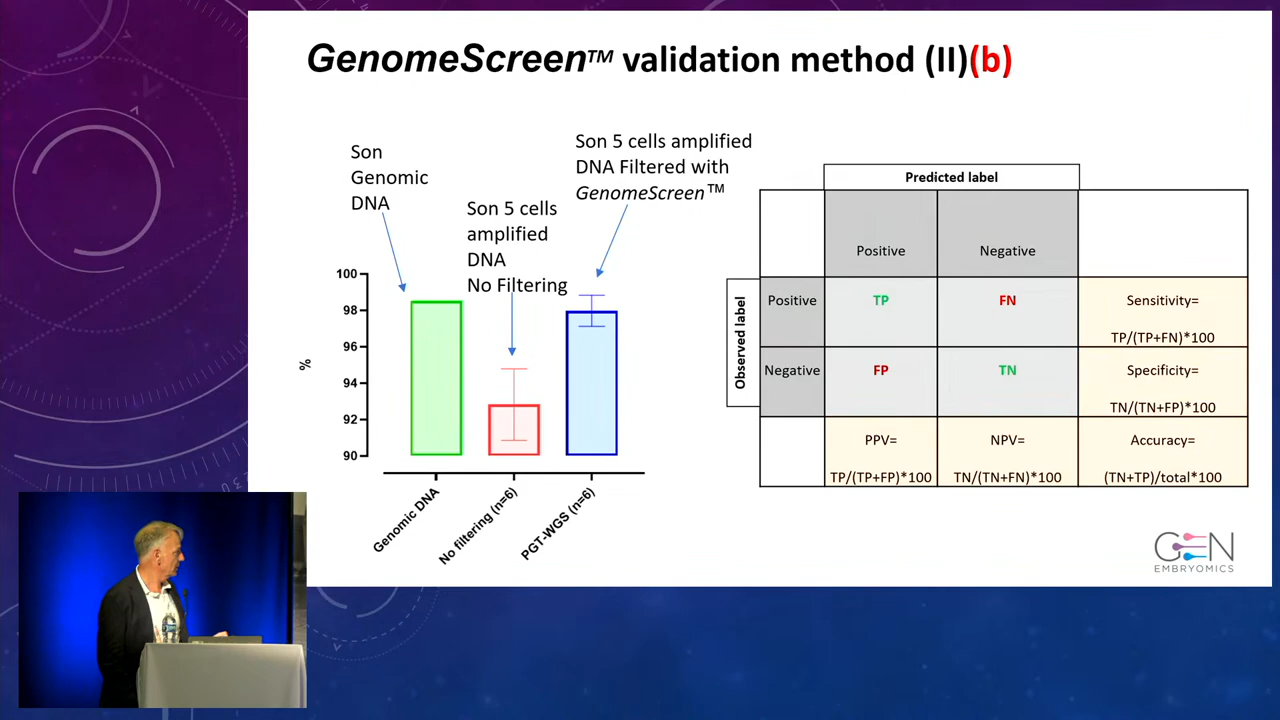 GenomeScreen™ validation method (II)(b)
Son
Genomic
DNA
Son 5 cells
amplified
DNA
No Filtering
Son 5 cells amplified
DNA Filtered with
GenomeScreen™
%
100
98
96
94
92
90
Genomic DNA
No filtering (n=6)
PGT-WGS (n=6)
Predicted label
Positive
Negative
Observed label
Positive
TP
FN
Sensitivity=
TP/(TP+FN)*100
Negative
FP
TN
Specificity=
TN/(TN+FP)*100
PPV=
TP/(TP+FP)*100
NPV=
TN/(TN+FN)*100
Accuracy=
(TN+TP)/total*100
GEN
EMBRYOMICS